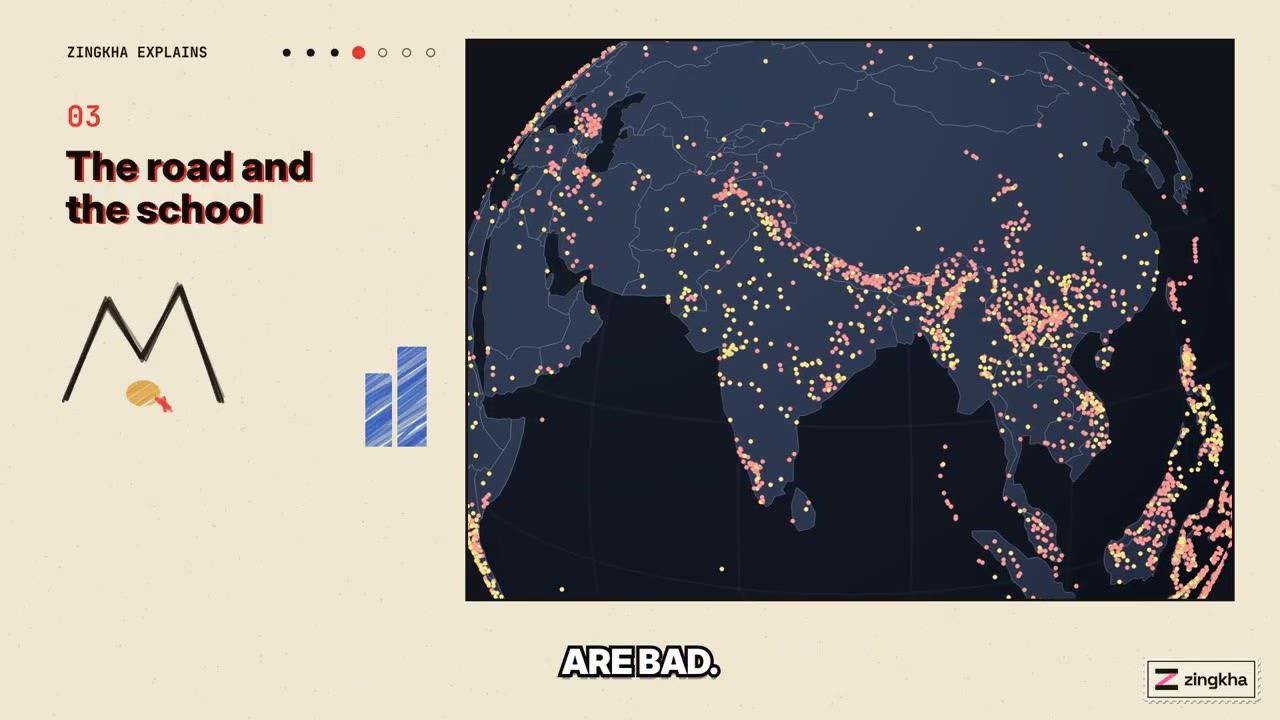 ZINGKHA EXPLAINS
03
The road and
the school
ARE BAD.
zingkha